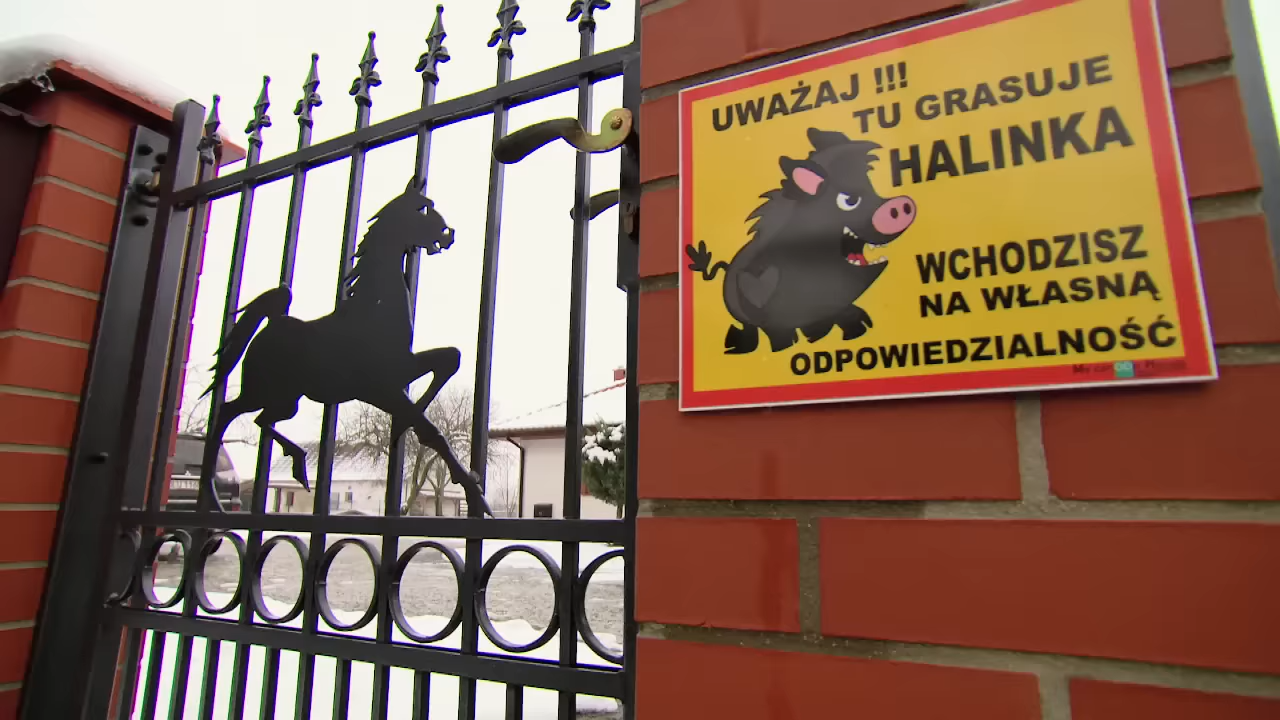 UWAŻAJ !!!
TU GRASUJE
HALINKA
WCHODZISZ
NA WŁASNĄ
ODPOWIEDZIALNOŚĆ